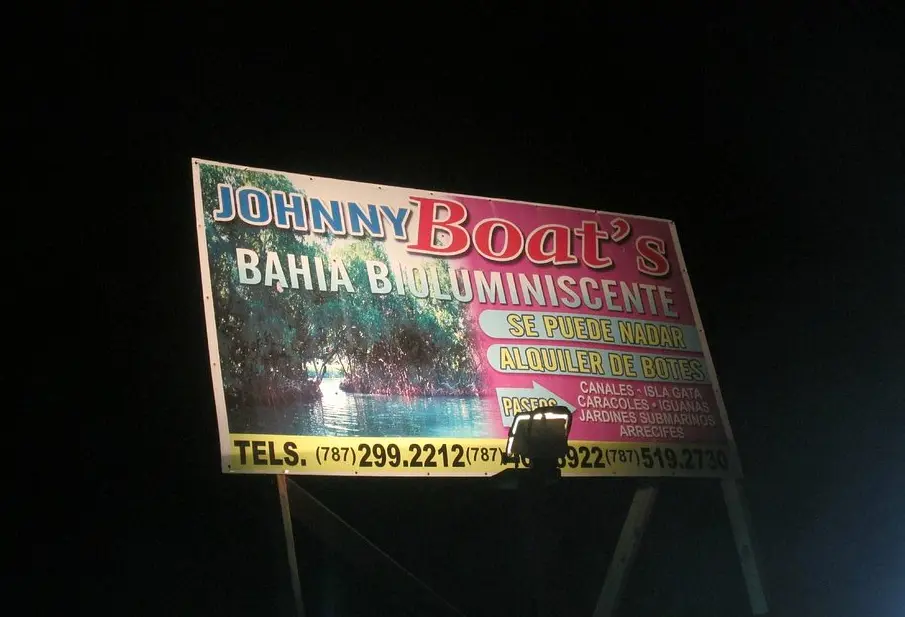 JOHNNY Boat's
BAHIA BIOLUMINISCENTE
SE PUEDE NADAR
ALQUILER DE BOTES
PASEOS
CANALES - ISLA GATA
CARACOLES - IGUANAS
JARDINES SUBMARINOS
ARRECIFES
TELS. (787) 299.2212 (787) 8922 (787) 519.2730